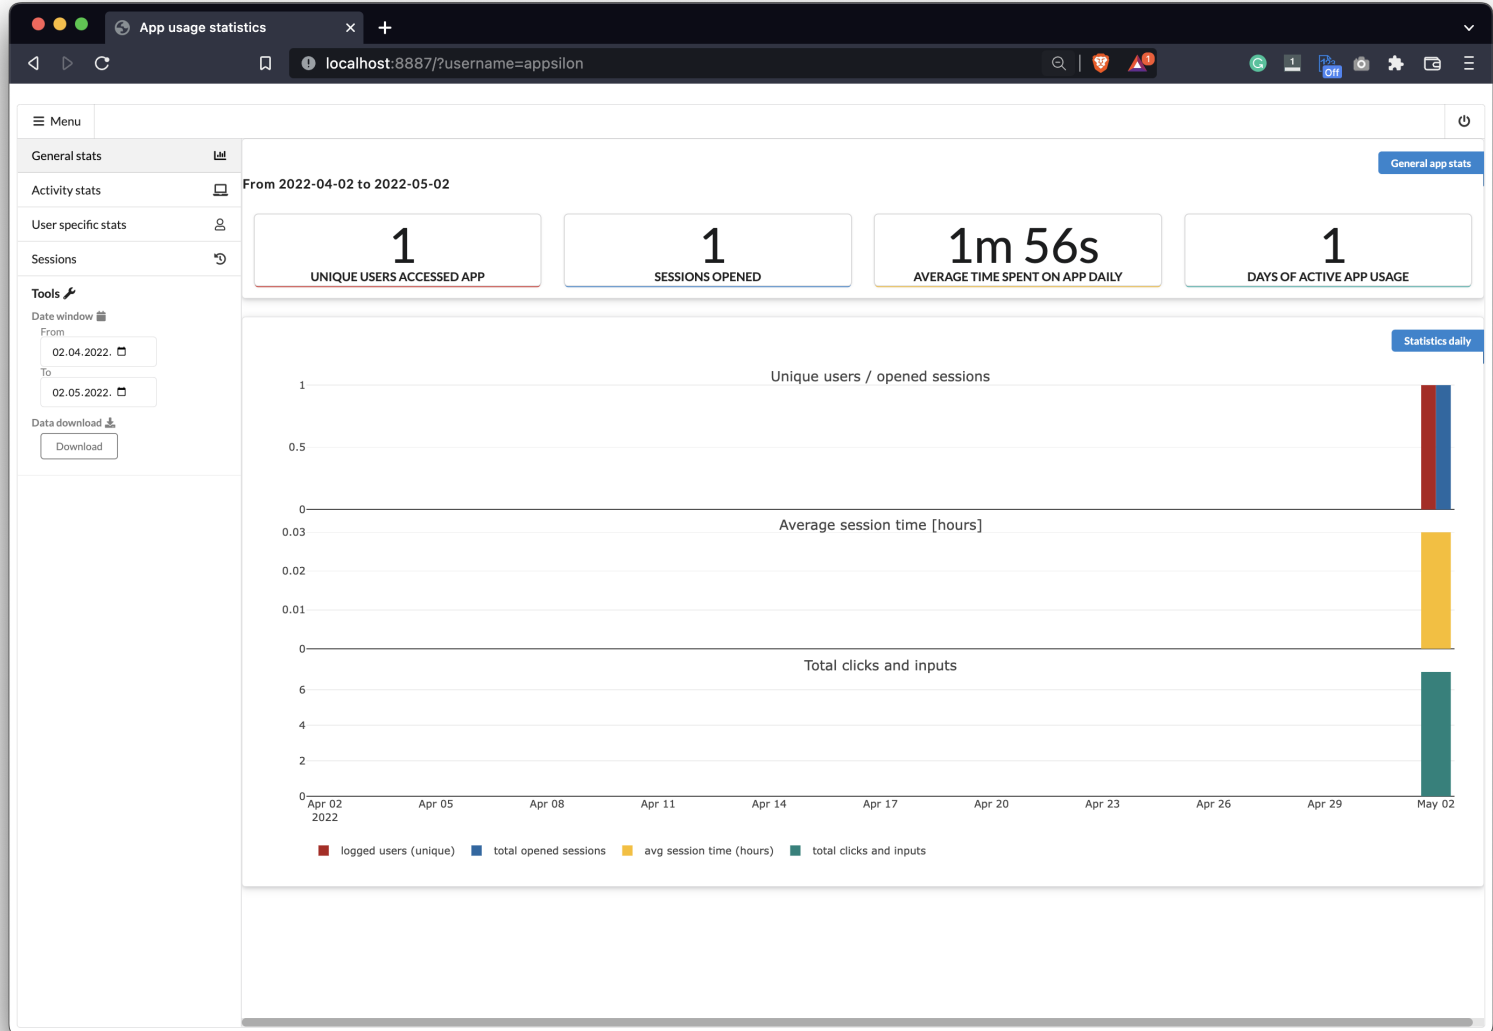 App usage statistics
localhost:8887/?username=appsilon
1
1
Off
Menu
General stats
Activity stats
User specific stats
Sessions
Tools
Date window
From
02.04.2022.
To
02.05.2022.
Data download
Download
General app stats
From 2022-04-02 to 2022-05-02
1
UNIQUE USERS ACCESSED APP
1
SESSIONS OPENED
1m 56s
AVERAGE TIME SPENT ON APP DAILY
1
DAYS OF ACTIVE APP USAGE
Statistics daily
Unique users / opened sessions
1
0.5
0
Average session time [hours]
0.03
0.02
0.01
0
Total clicks and inputs
6
4
2
0
Apr 02 Apr 05 Apr 08 Apr 11 Apr 14 Apr 17 Apr 20 Apr 23 Apr 26 Apr 29 May 02
2022
logged users (unique) total opened sessions avg session time (hours) total clicks and inputs